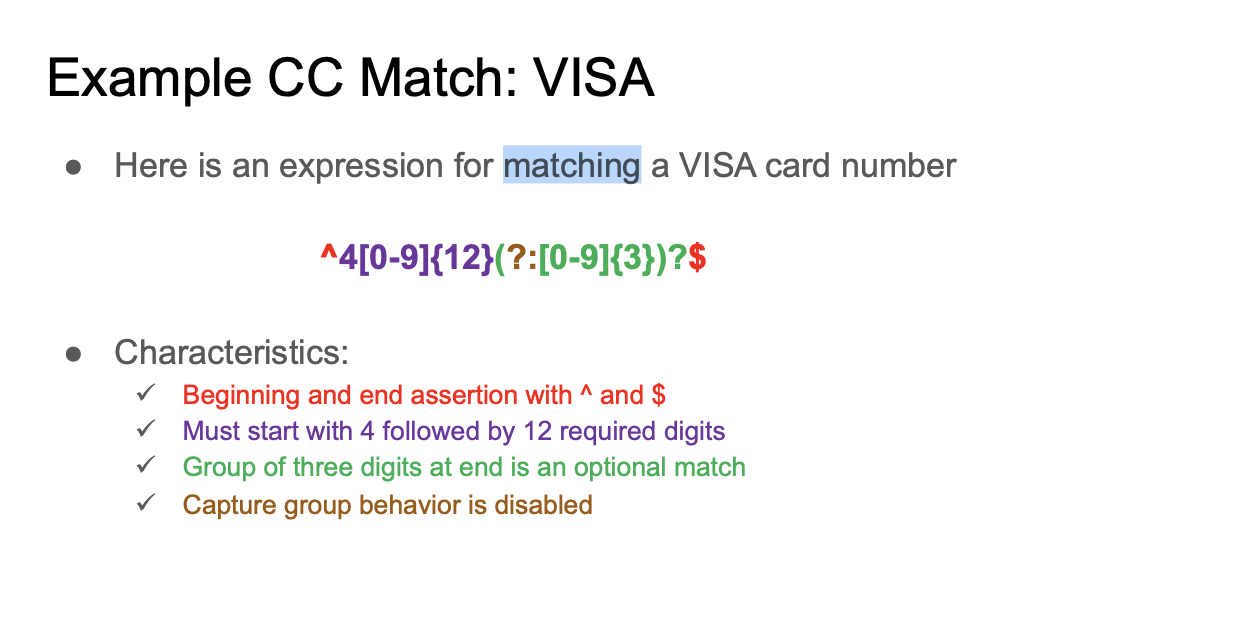 Example CC Match: VISA
● Here is an expression for matching a VISA card number
^4[0-9]{12}(?:[0-9]{3})?$
● Characteristics:
✓ Beginning and end assertion with ^ and $
✓ Must start with 4 followed by 12 required digits
✓ Group of three digits at end is an optional match
✓ Capture group behavior is disabled